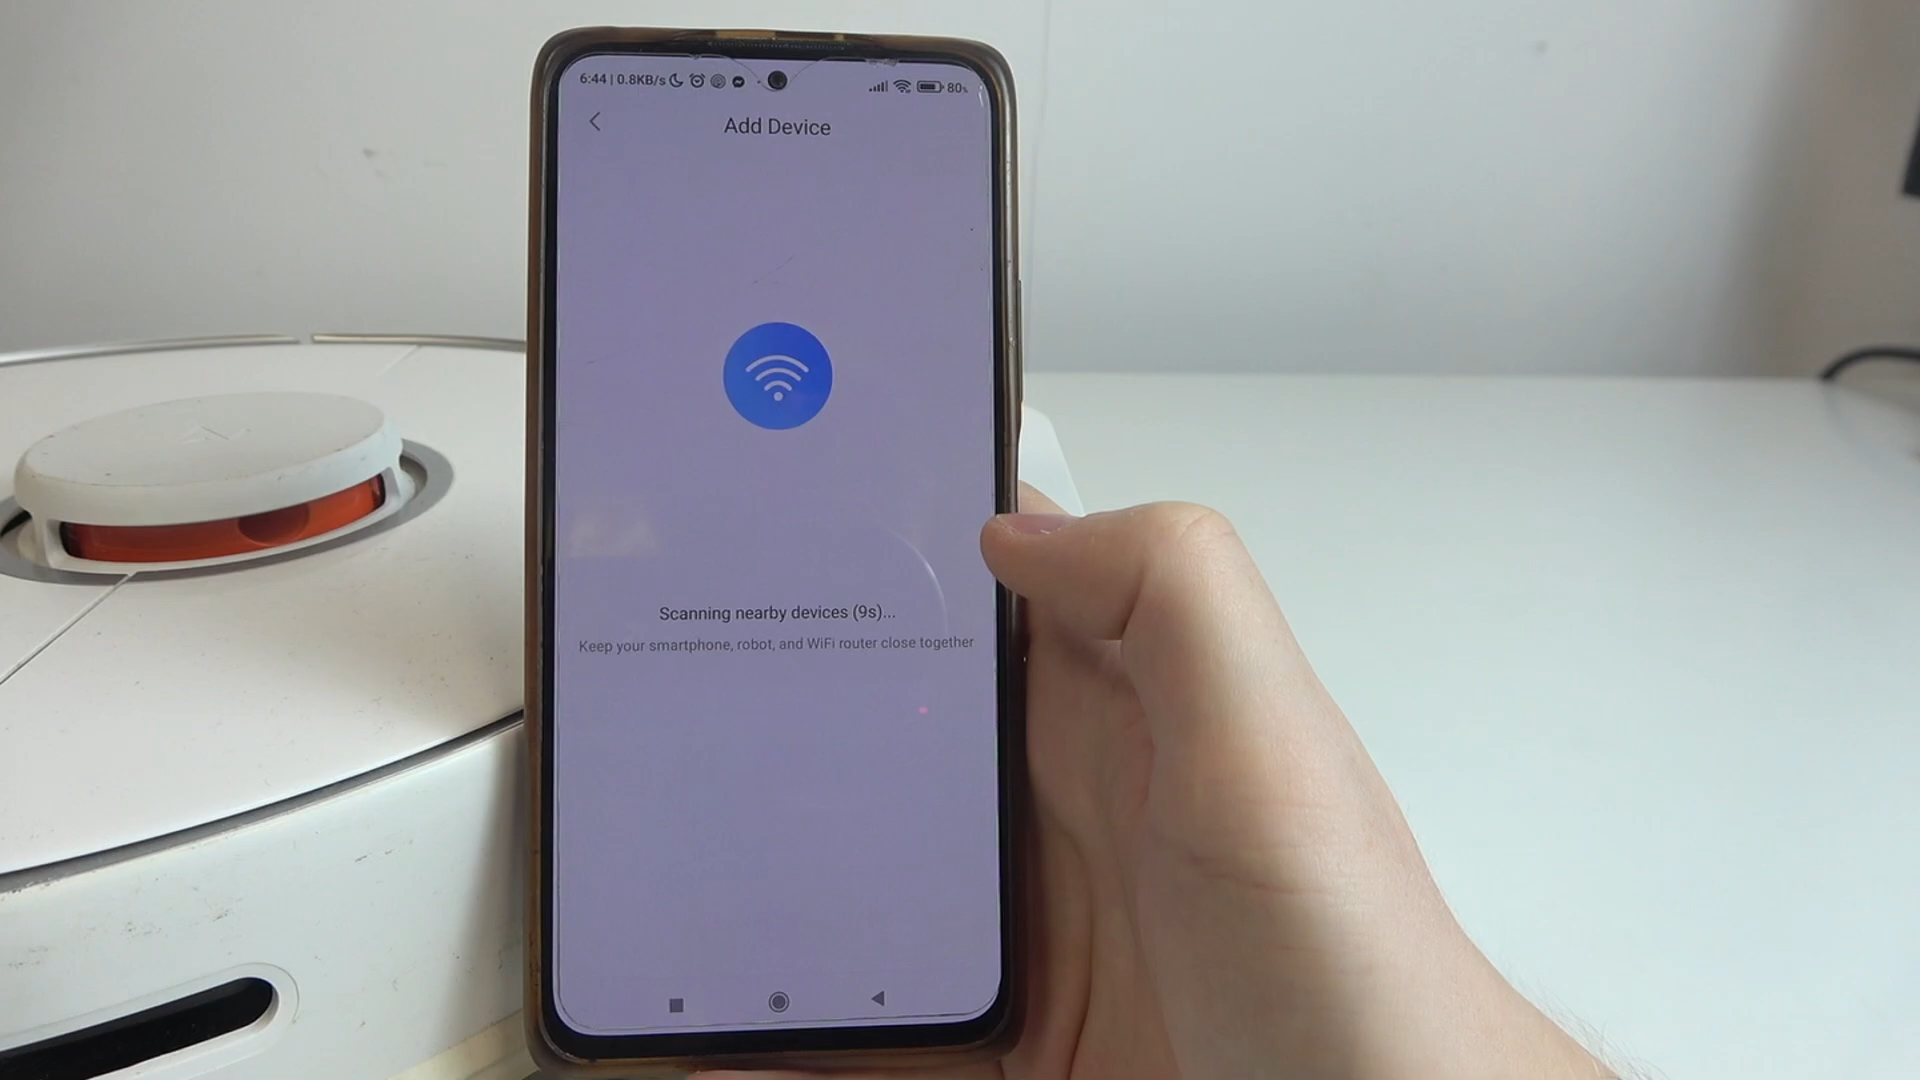 6:44 | 0.8KB/s 80%
Add Device
Scanning nearby devices (9s)...
Keep your smartphone, robot, and WiFi router close together